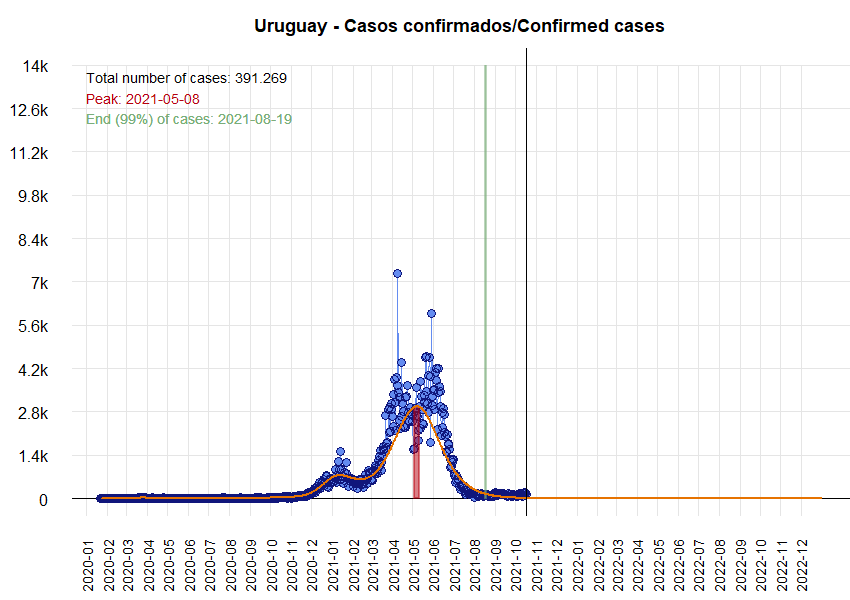 Uruguay - Casos confirmados/Confirmed cases
14k
12.6k
11.2k
9.8k
8.4k
7k
5.6k
4.2k
2.8k
1.4k
0
Total number of cases: 391.269
Peak: 2021-05-08
End (99%) of cases: 2021-08-19
2020-01
2020-02
2020-03
2020-04
2020-05
2020-06
2020-07
2020-08
2020-09
2020-10
2020-11
2020-12
2021-01
2021-02
2021-03
2021-04
2021-05
2021-06
2021-07
2021-08
2021-09
2021-10
2021-11
2021-12
2022-01
2022-02
2022-03
2022-04
2022-05
2022-06
2022-07
2022-08
2022-09
2022-10
2022-11
2022-12